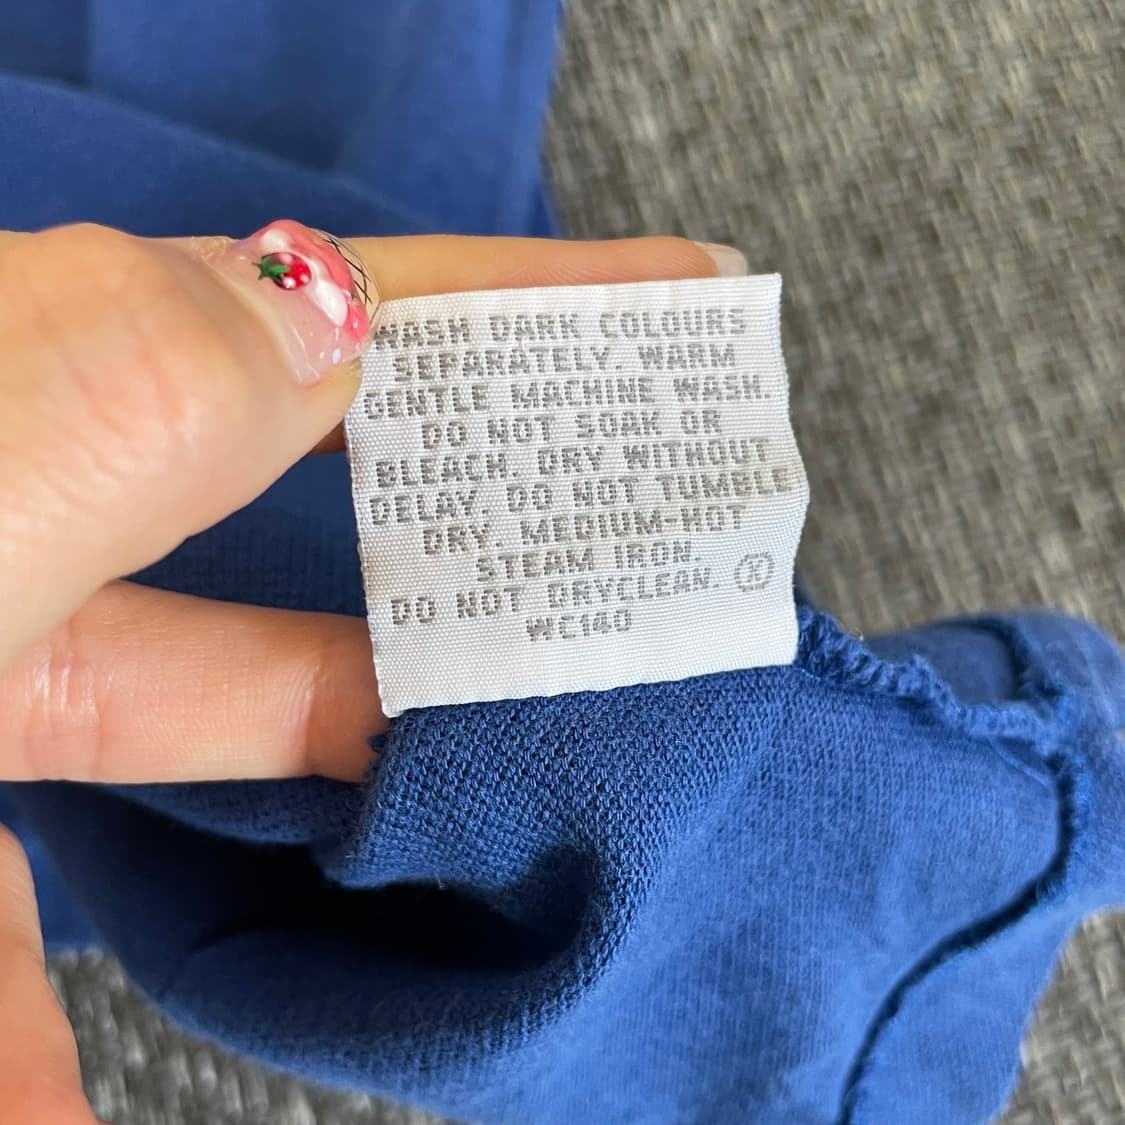 WASH DARK COLOURS
SEPARATELY. WARM
GENTLE MACHINE WASH.
DO NOT SOAK OR
BLEACH. DRY WITHOUT
DELAY. DO NOT TUMBLE
DRY. MEDIUM-HOT
STEAM IRON.
DO NOT DRYCLEAN. Ⓧ
WC140